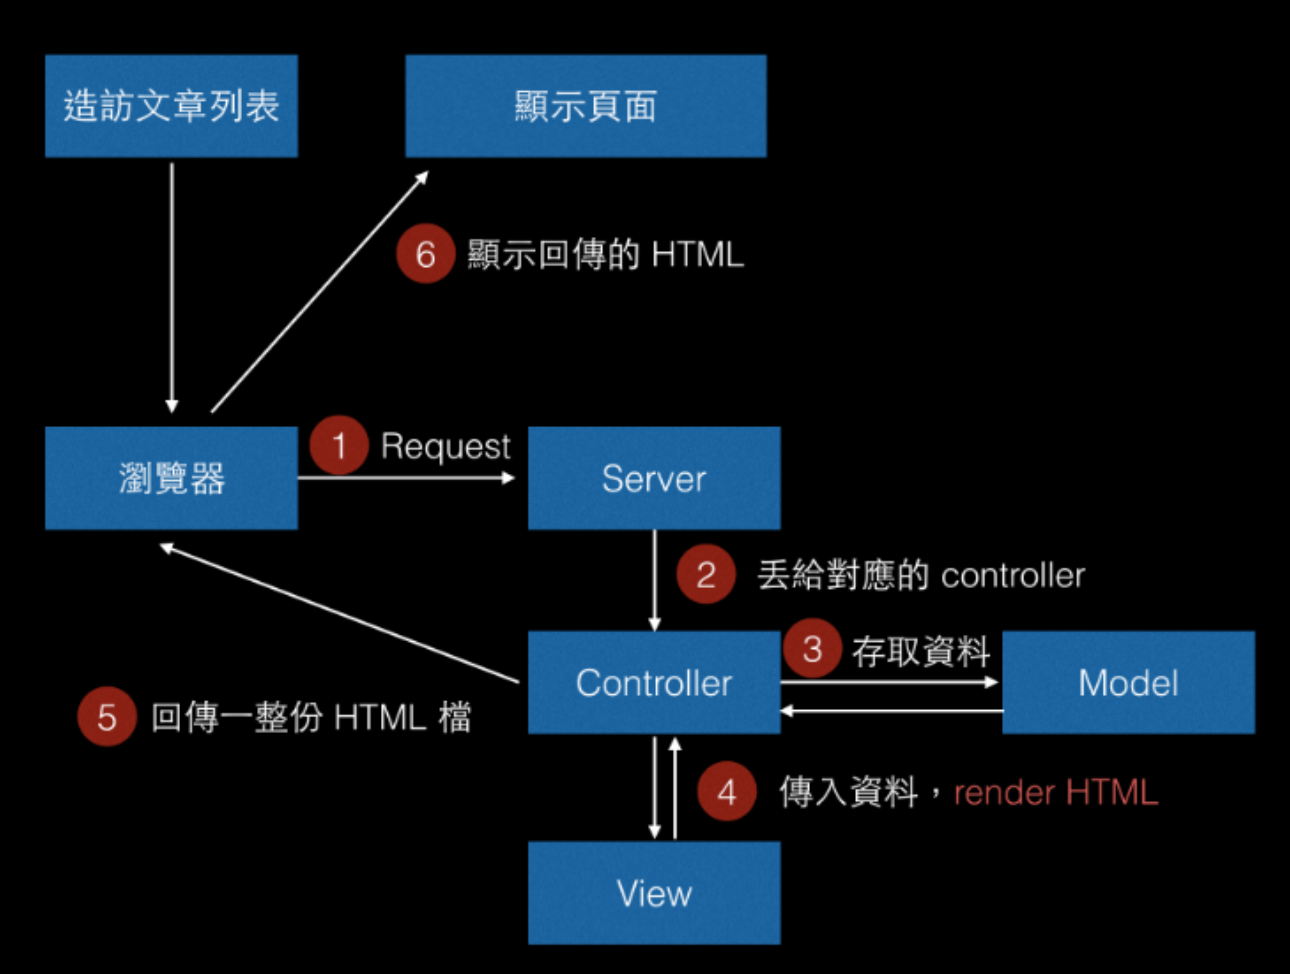 造訪文章列表
顯示頁面
6 顯示回傳的 HTML
1 Request
瀏覽器
Server
2 丟給對應的 controller
3 存取資料
Controller
Model
5 回傳一整份 HTML 檔
4 傳入資料，render HTML
View